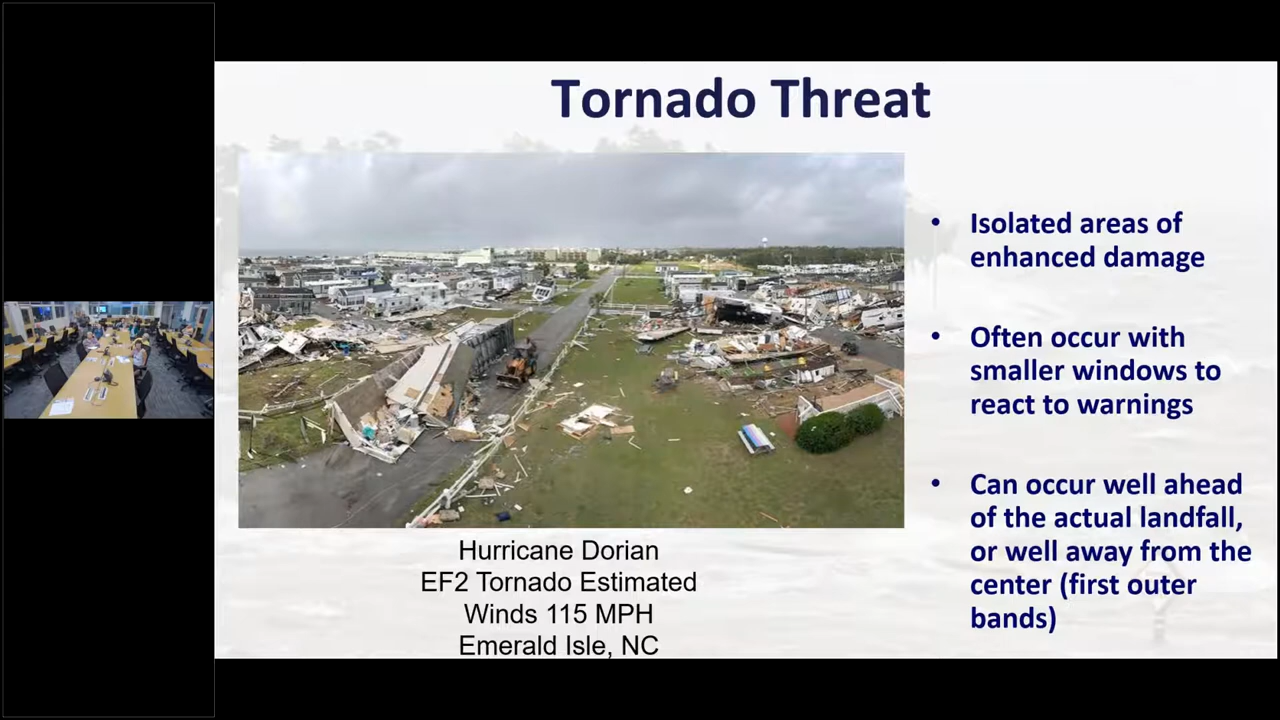 Tornado Threat
Hurricane Dorian
EF2 Tornado Estimated
Winds 115 MPH
Emerald Isle, NC
• Isolated areas of
enhanced damage
• Often occur with
smaller windows to
react to warnings
• Can occur well ahead
of the actual landfall,
or well away from the
center (first outer
bands)